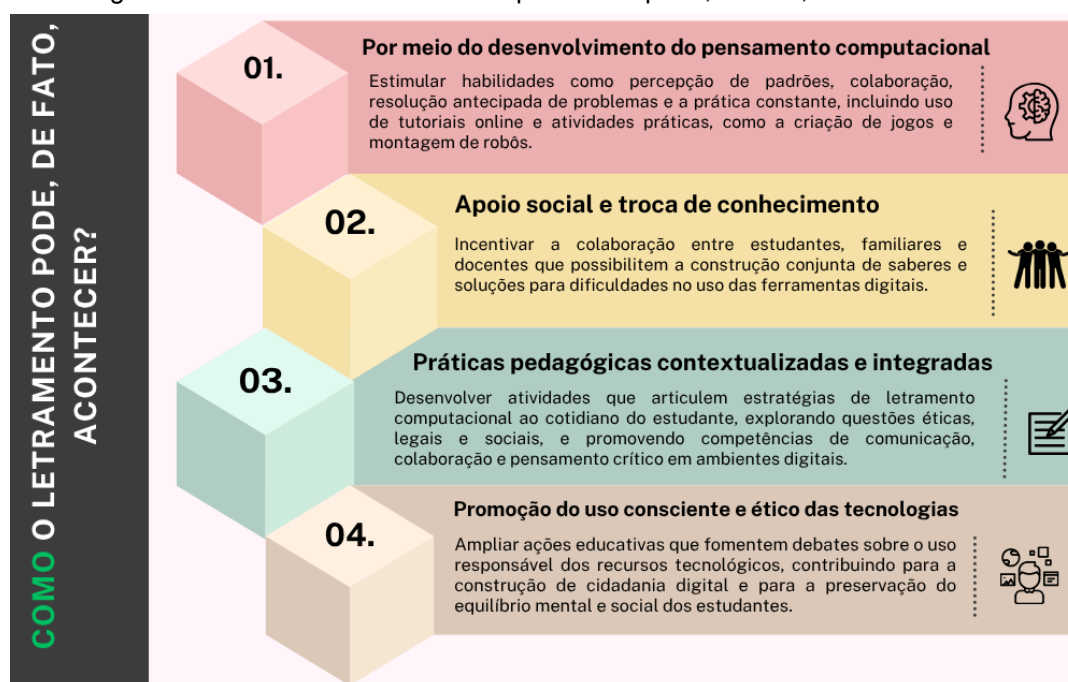 COMO O LETRAMENTO PODE, DE FATO,
ACONTECER?
01.
Por meio do desenvolvimento do pensamento computacional
Estimular habilidades como percepção de padrões, colaboração,
resolução antecipada de problemas e a prática constante, incluindo uso
de tutoriais online e atividades práticas, como a criação de jogos e
montagem de robôs.
02.
Apoio social e troca de conhecimento
Incentivar a colaboração entre estudantes, familiares e
docentes que possibilitem a construção conjunta de saberes e
soluções para dificuldades no uso das ferramentas digitais.
03.
Práticas pedagógicas contextualizadas e integradas
Desenvolver atividades que articulem estratégias de letramento
computacional ao cotidiano do estudante, explorando questões éticas,
legais e sociais, e promovendo competências de comunicação,
colaboração e pensamento crítico em ambientes digitais.
04.
Promoção do uso consciente e ético das tecnologias
Ampliar ações educativas que fomentem debates sobre o uso
responsável dos recursos tecnológicos, contribuindo para a
construção de cidadania digital e para a preservação do
equilíbrio mental e social dos estudantes.